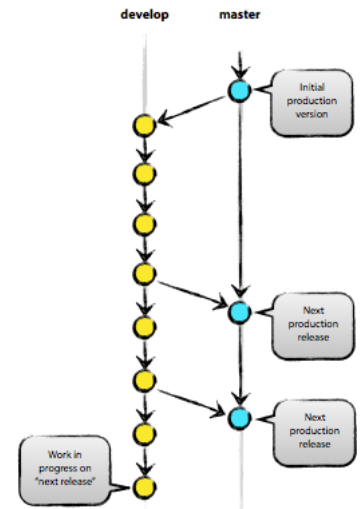 develop
master
Initial
production
version
Next
production
release
Next
production
release
Work in
progress on
“next release”